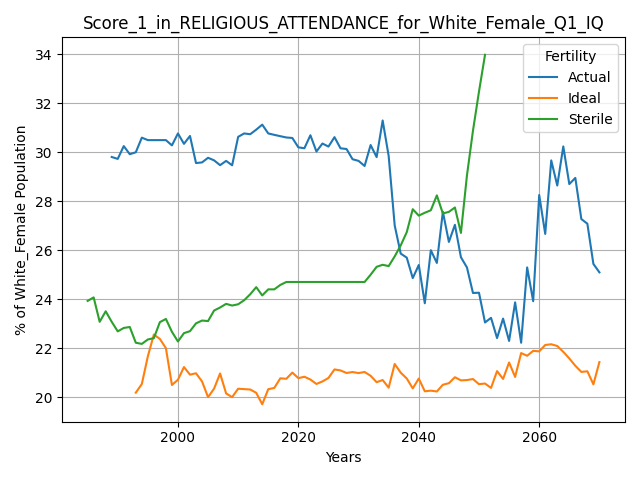 Score_1_in_RELIGIOUS_ATTENDANCE_for_White_Female_Q1_IQ
Fertility
Actual
Ideal
Sterile
% of White_Female Population
34
32
30
28
26
24
22
20
2000
2020
2040
2060
Years